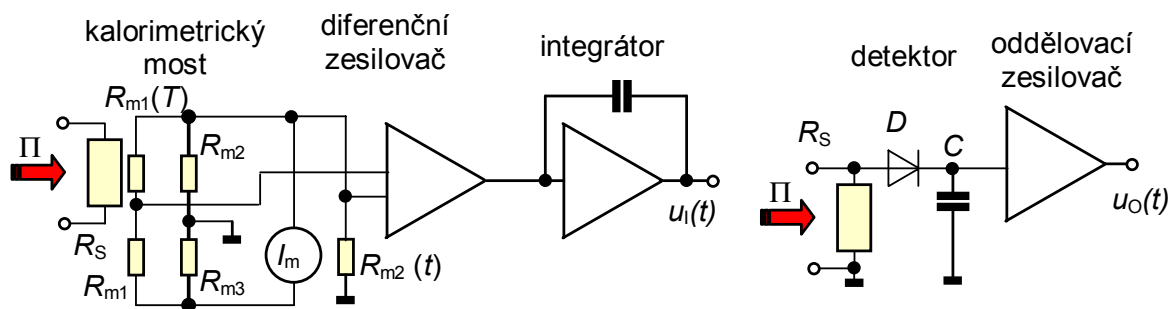 kalorimetrický
most
diferenční
zesilovač
integrátor
detektor
oddělovací
zesilovač
Rm1(T)
Π
Rm2
RS
Rm1
Rm3
Im
Rm2 (t)
uI(t)
RS
D
C
Π
uO(t)